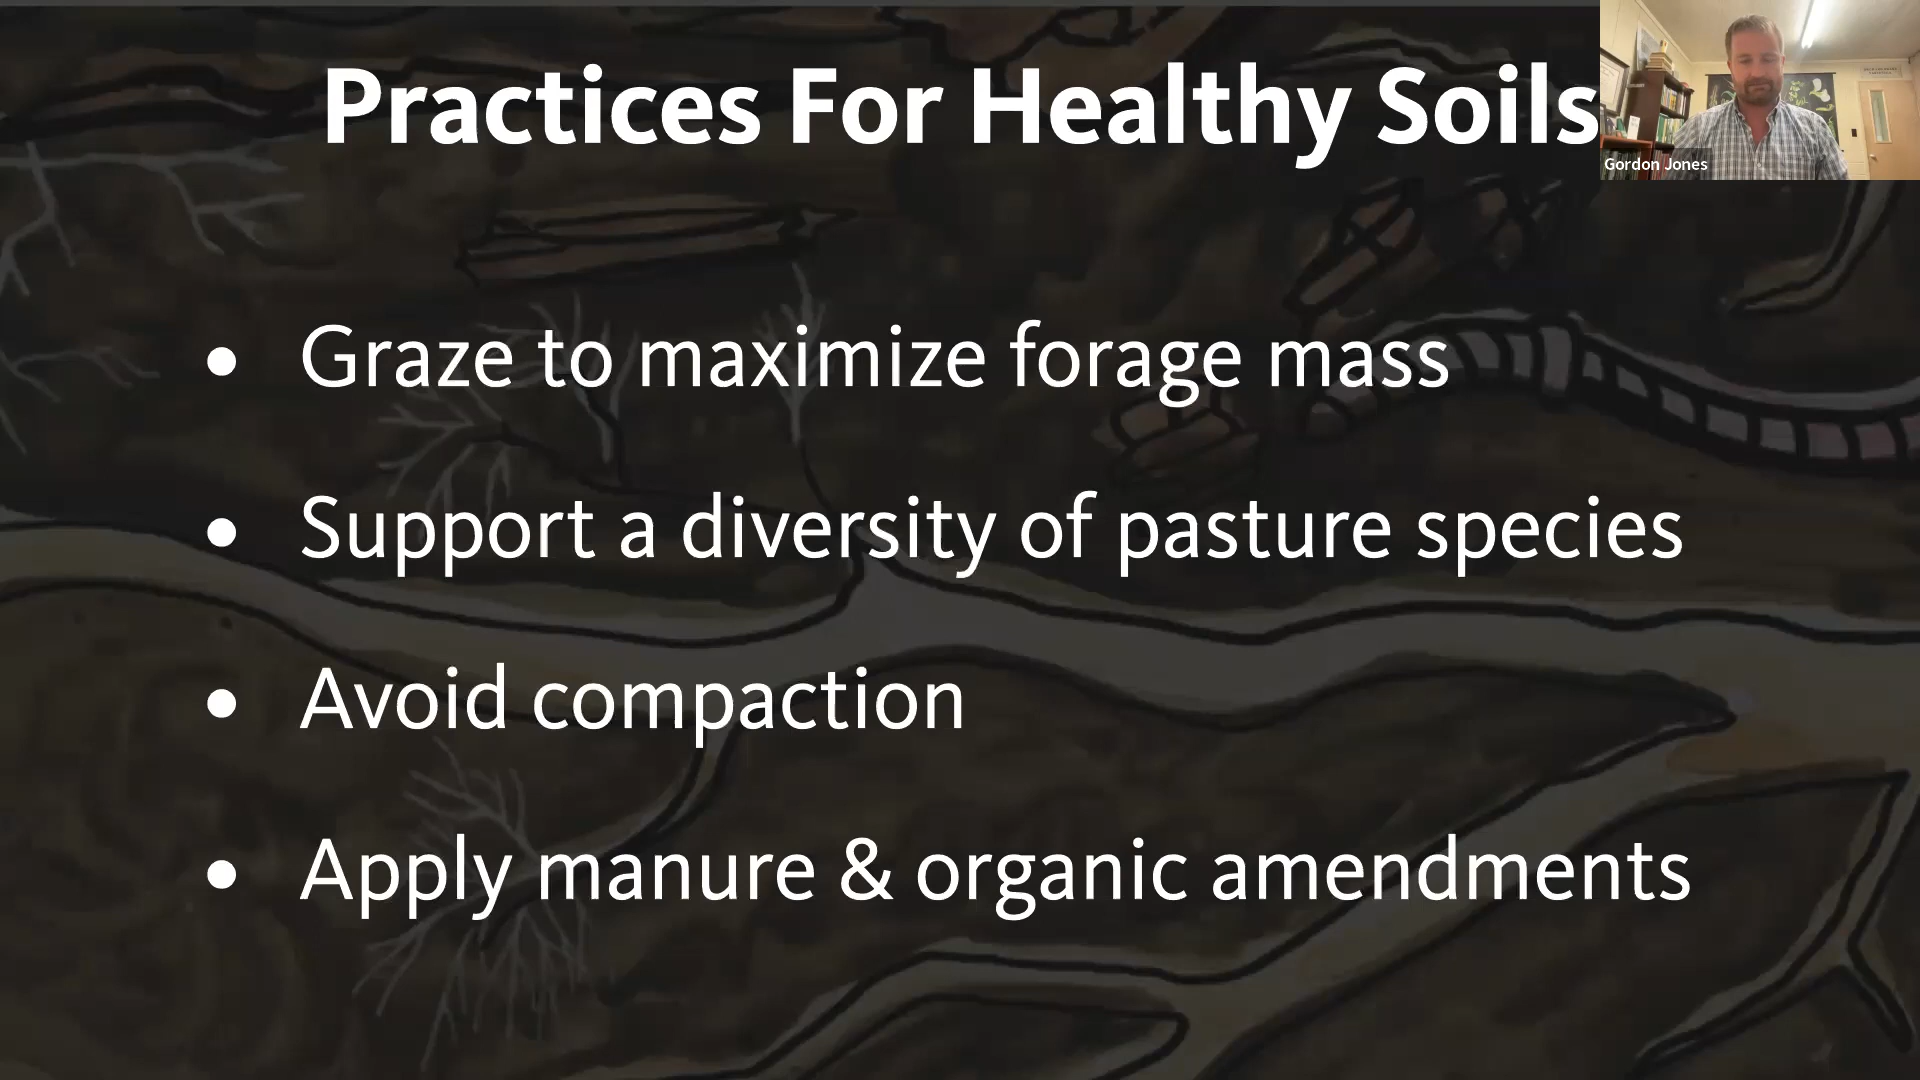 Practices For Healthy Soils
Gordon Jones
• Graze to maximize forage mass
• Support a diversity of pasture species
• Avoid compaction
• Apply manure & organic amendments